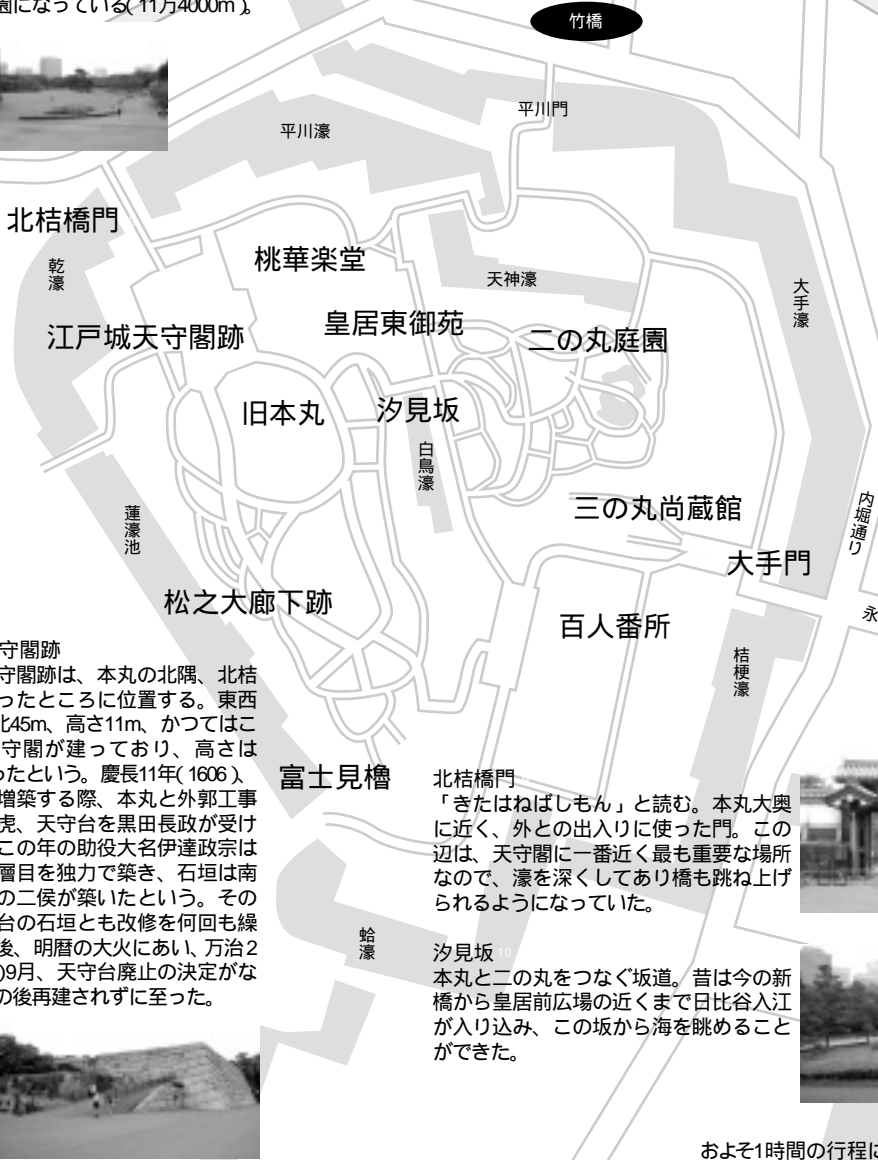 園になっている(11万4000m)。
竹橋
平川門
平川濠
北桔橋門
乾濠
桃華楽堂
天神濠
大手濠
江戸城天守閣跡
皇居東御苑
二の丸庭園
旧本丸
汐見坂
白鳥濠
蓮濠池
三の丸尚蔵館
内堀通り
大手門
松之大廊下跡
百人番所
永
桔梗濠
富士見櫓
蛤濠
守閣跡
守閣跡は、本丸の北隅、北桔
ったところに位置する。東西
北45m、高さ11m、かつてはこ
守閣が建っており、高さは
ったという。慶長11年(1606)、
増築する際、本丸と外郭工事
虎、天守台を黒田長政が受け
この年の助役大名伊達政宗は
層目を独力で築き、石垣は南
の二侯が築いたという。その
台の石垣とも改修を何回も繰
後、明暦の大火にあい、万治2
)9月、天守台廃止の決定がな
の後再建されずに至った。
北桔橋門
「きたはねばしもん」と読む。本丸大奥
に近く、外との出入りに使った門。この
辺は、天守閣に一番近く最も重要な場所
なので、濠を深くしてあり橋も跳ね上げ
られるようになっていた。
汐見坂 10
本丸と二の丸をつなぐ坂道。昔は今の新
橋から皇居前広場の近くまで日比谷入江
が入り込み、この坂から海を眺めること
ができた。
およそ1時間の行程に